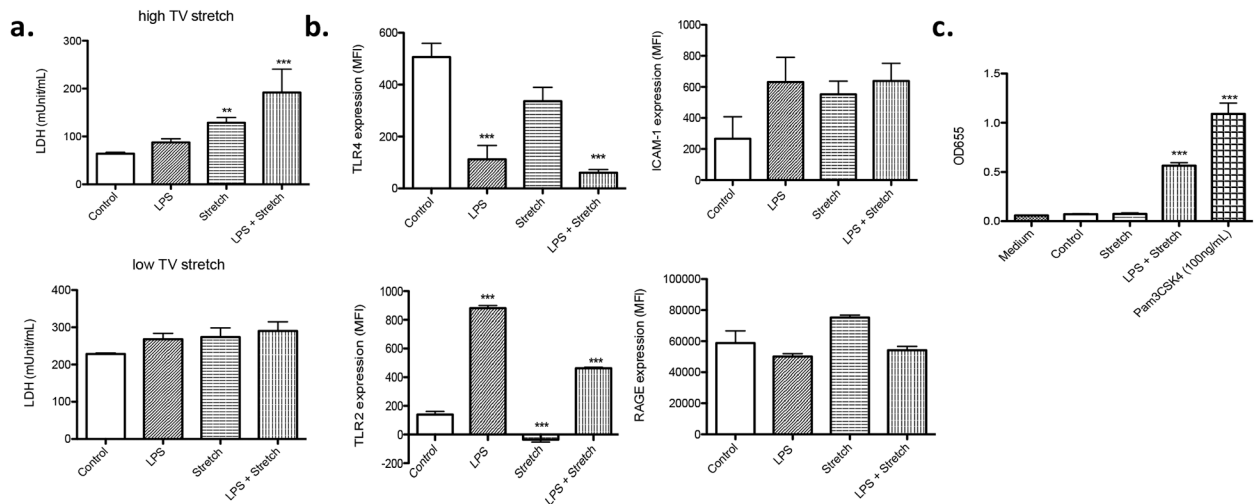 a.
high TV stretch
LDH (mUnit/mL)
300
200
100
0
Control
LPS
Stretch
LPS + Stretch
**
***
low TV stretch
LDH (mUnit/mL)
400
300
200
100
0
Control
LPS
Stretch
LPS + Stretch
b.
TLR4 expression (MFI)
600
400
200
0
Control
LPS
Stretch
LPS + Stretch
***
***
ICAM-1 expression (MFI)
1000
800
600
400
200
0
Control
LPS
Stretch
LPS + Stretch
TLR2 expression (MFI)
1000
800
600
400
200
0
-200
Control
LPS
Stretch
LPS + Stretch
***
***
***
RAGE expression (MFI)
100000
80000
60000
40000
20000
0
Control
LPS
Stretch
LPS + Stretch
c.
OD655
1.5
1.0
0.5
0.0
Medium
Control
Stretch
LPS + Stretch
Pam3CSK4 (100ng/mL)
***
***